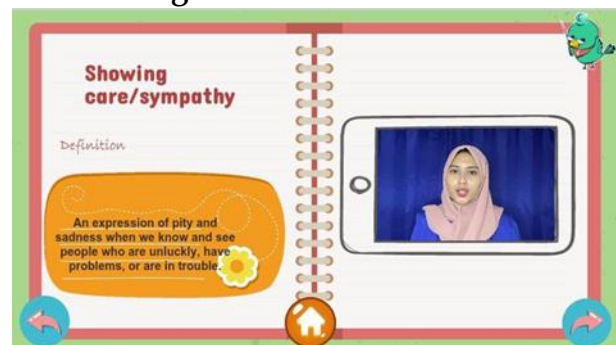 Showing
care/sympathy
Definition
An expression of pity and
sadness when we know and see
people who are unluckly, have
problems, or are in trouble.